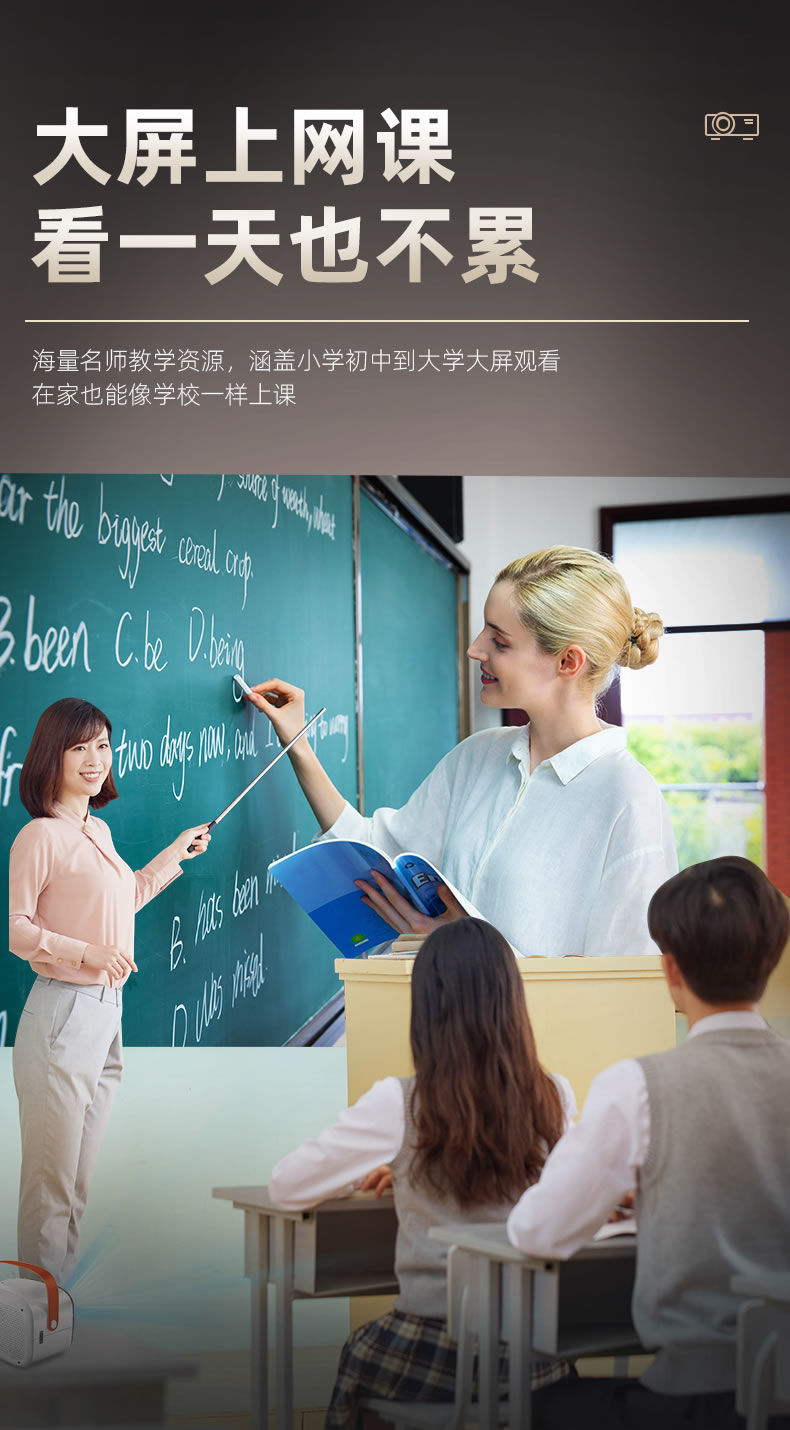 大屏上网课
看一天也不累
海量名师教学资源，涵盖小学初中到大学大屏观看
在家也能像学校一样上课
source of wealth, wheat
ar the biggest cereal crop.
B.been C.be D.being
two days now, and I
B. has been
D. was missed.